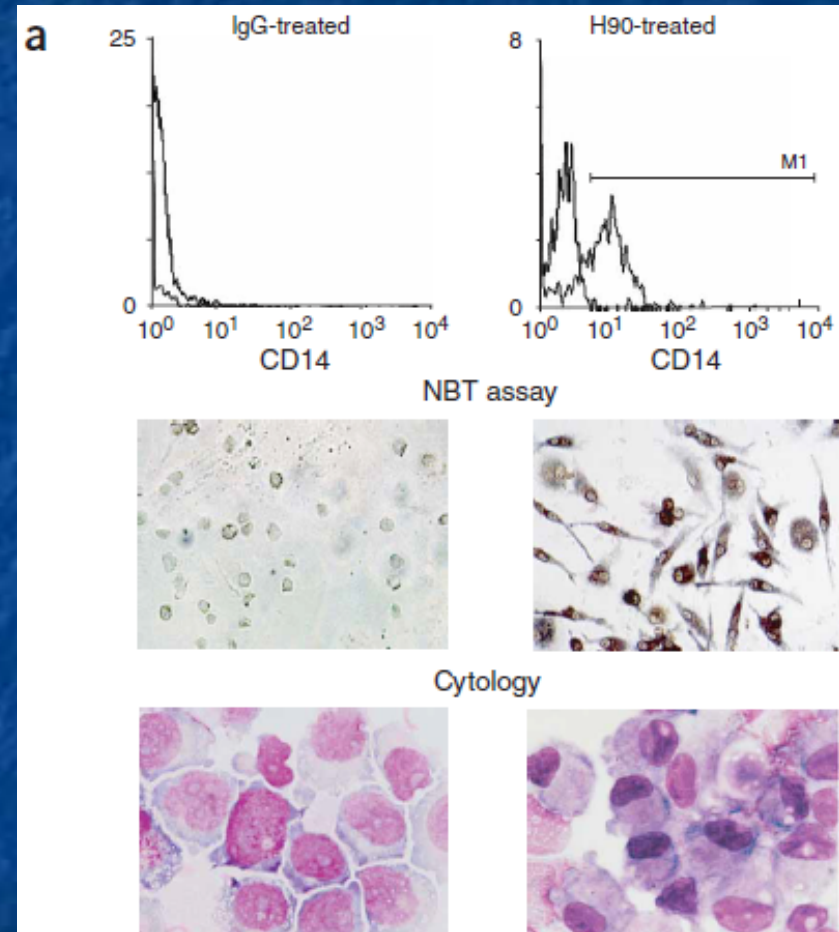 a
IgG-treated
H90-treated
25
0
10⁰ 10¹ 10² 10³ 10⁴
CD14
8
M1
0
10⁰ 10¹ 10² 10³ 10⁴
CD14
NBT assay
Cytology